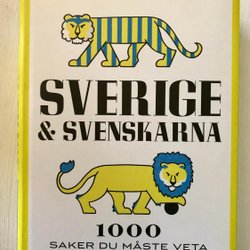 SVERIGE
& SVENSKARNA
1000
SAKER DU MÅSTE VETA